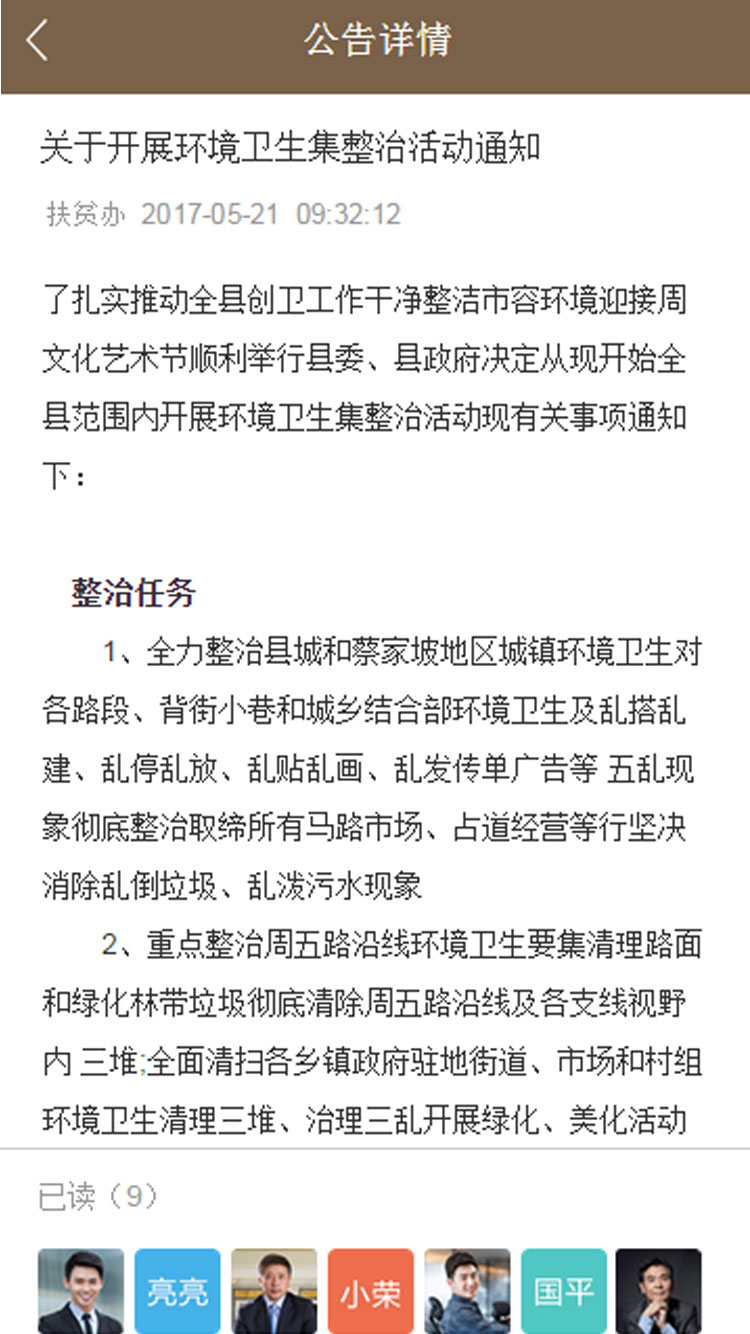 公告详情
关于开展环境卫生集整治活动通知
扶贫办 2017-05-21 09:32:12
了扎实推动全县创卫工作干净整洁市容环境迎接周
文化艺术节顺利举行县委、县政府决定从现开始全
县范围内开展环境卫生集整治活动现有关事项通知
下：
整治任务
1、全力整治县城和蔡家坡地区城镇环境卫生对
各路段、背街小巷和城乡结合部环境卫生及乱搭乱
建、乱停乱放、乱贴乱画、乱发传单广告等 五乱现
象彻底整治取缔所有马路市场、占道经营等行坚决
消除乱倒垃圾、乱泼污水现象
2、重点整治周五路沿线环境卫生要集清理路面
和绿化林带垃圾彻底清除周五路沿线及各支线视野
内 三堆;全面清扫各乡镇政府驻地街道、市场和村组
环境卫生清理三堆、治理三乱开展绿化、美化活动
已读（9）
亮亮
小荣
国平